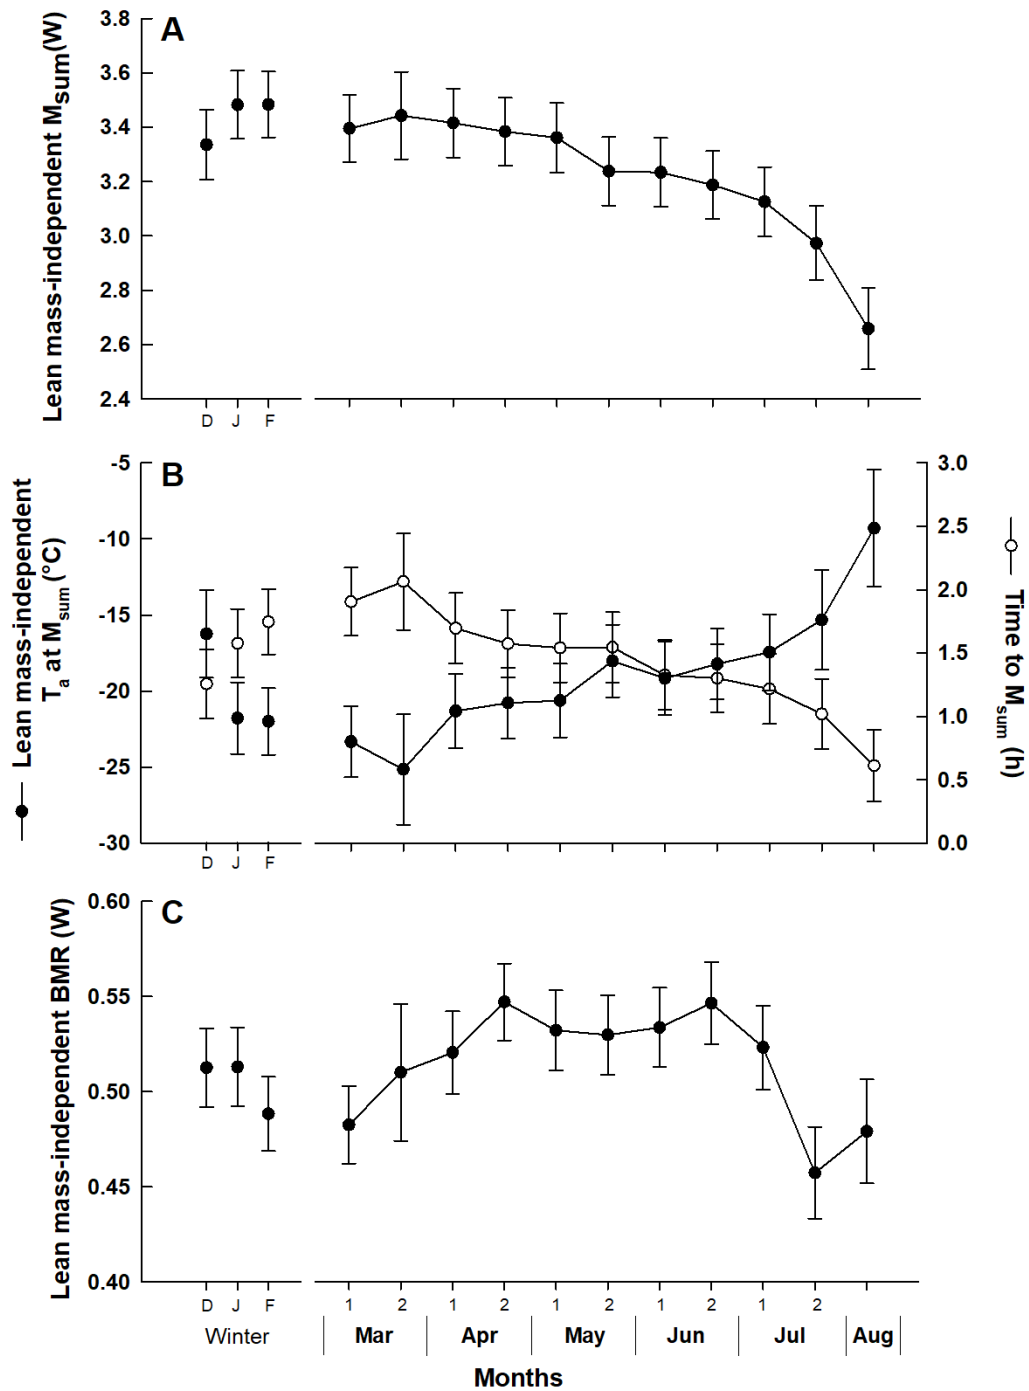 A
Lean mass-independent Msum(W)
3.8
3.6
3.4
3.2
3.0
2.8
2.6
2.4
D J F
B
Lean mass-independent
Ta at Msum (°C)
-5
-10
-15
-20
-25
-30
3.0
2.5
2.0
1.5
1.0
0.5
0.0
Time to Msum (h)
D J F
C
Lean mass-independent BMR (W)
0.60
0.55
0.50
0.45
0.40
D J F 1 2 1 2 1 2 1 2 1 2
Winter Mar Apr May Jun Jul Aug
Months